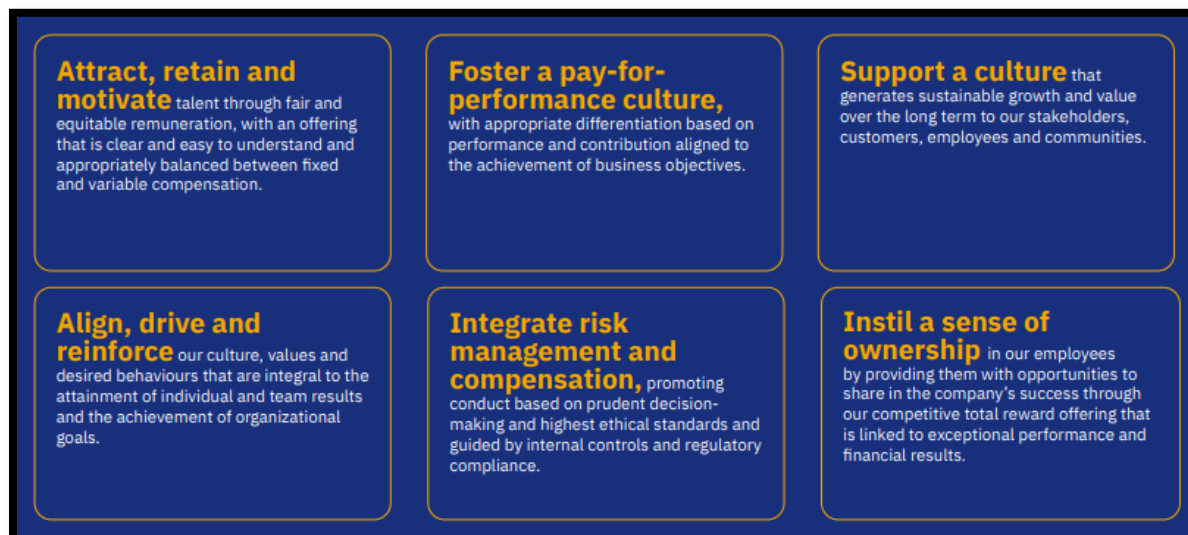 Attract, retain and
motivate talent through fair and
equitable remuneration, with an offering
that is clear and easy to understand and
appropriately balanced between fixed
and variable compensation.
Foster a pay-for-
performance culture,
with appropriate differentiation based on
performance and contribution aligned to
the achievement of business objectives.
Support a culture that
generates sustainable growth and value
over the long term to our stakeholders,
customers, employees and communities.
Align, drive and
reinforce our culture, values and
desired behaviours that are integral to the
attainment of individual and team results
and the achievement of organizational
goals.
Integrate risk
management and
compensation, promoting
conduct based on prudent decision-
making and highest ethical standards and
guided by internal controls and regulatory
compliance.
Instil a sense of
ownership in our employees
by providing them with opportunities to
share in the company's success through
our competitive total reward offering that
is linked to exceptional performance and
financial results.